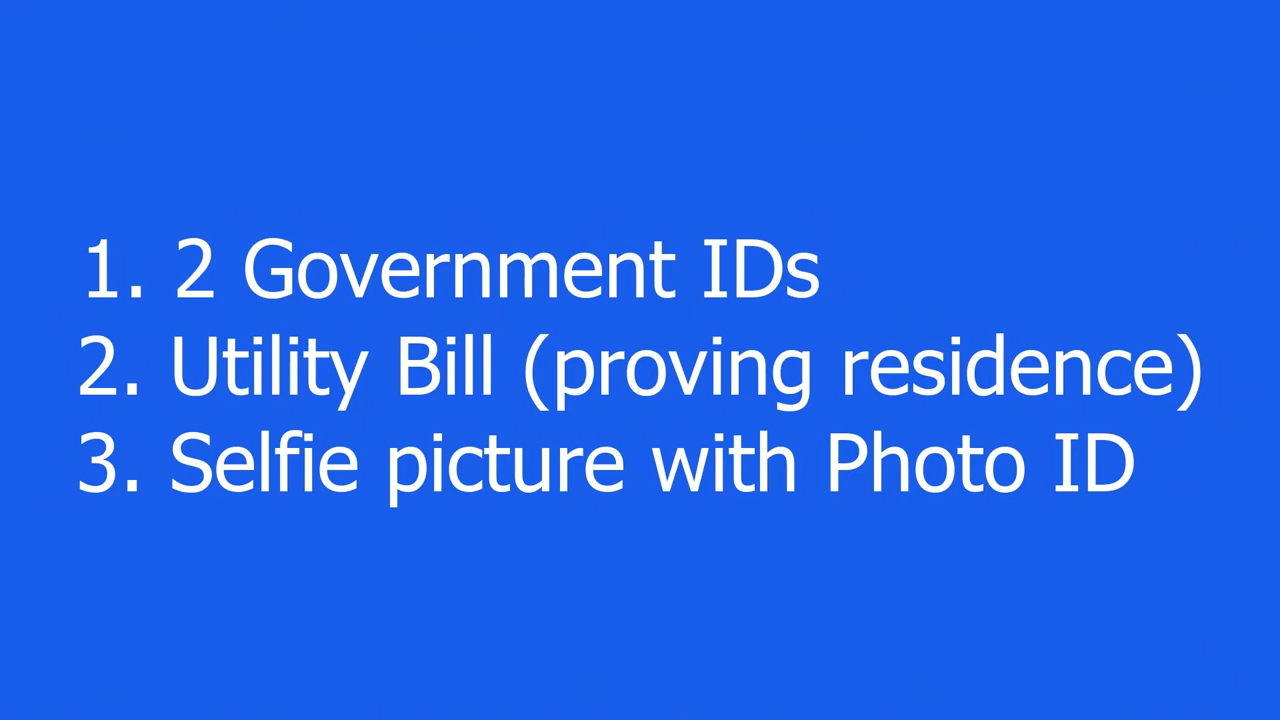 1. 2 Government IDs
2. Utility Bill (proving residence)
3. Selfie picture with Photo ID